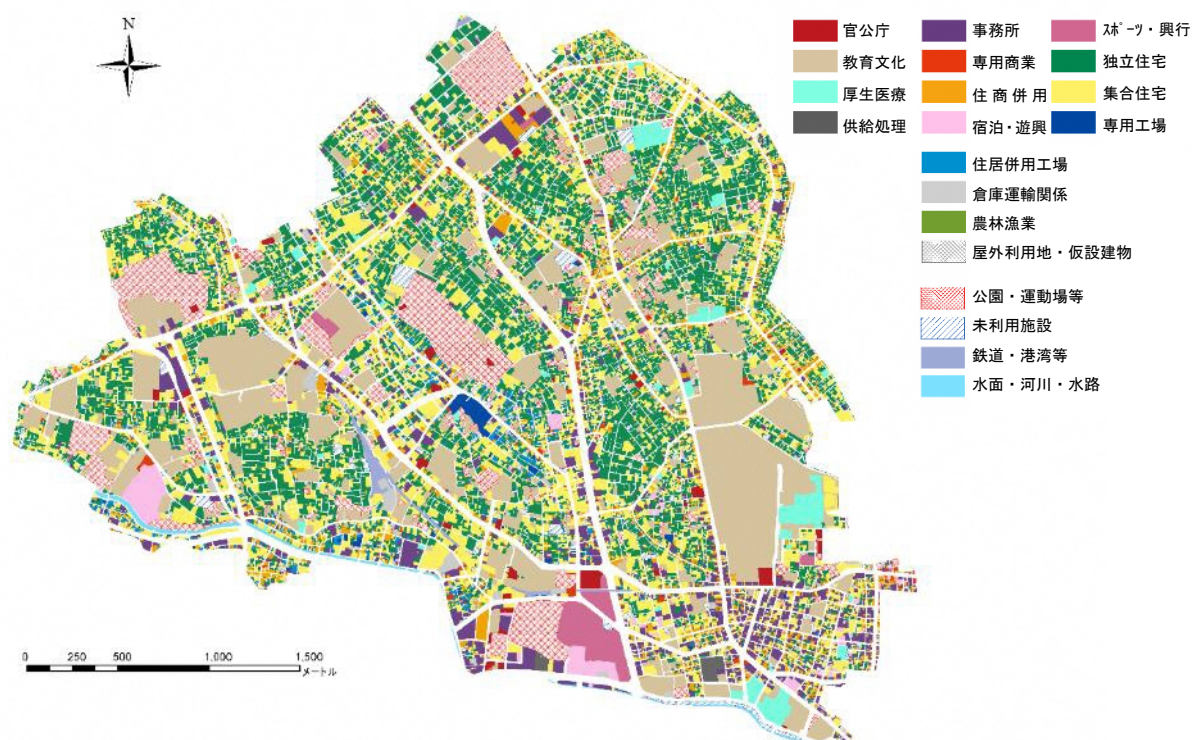 N
官公庁
事務所
ｽﾎﾟｰﾂ・興行
教育文化
専用商業
独立住宅
厚生医療
住商併用
集合住宅
供給処理
宿泊・遊興
専用工場
住居併用工場
倉庫運輸関係
農林漁業
屋外利用地・仮設建物
公園・運動場等
未利用施設
鉄道・港湾等
水面・河川・水路
0 250 500 1,000 1,500
メートル